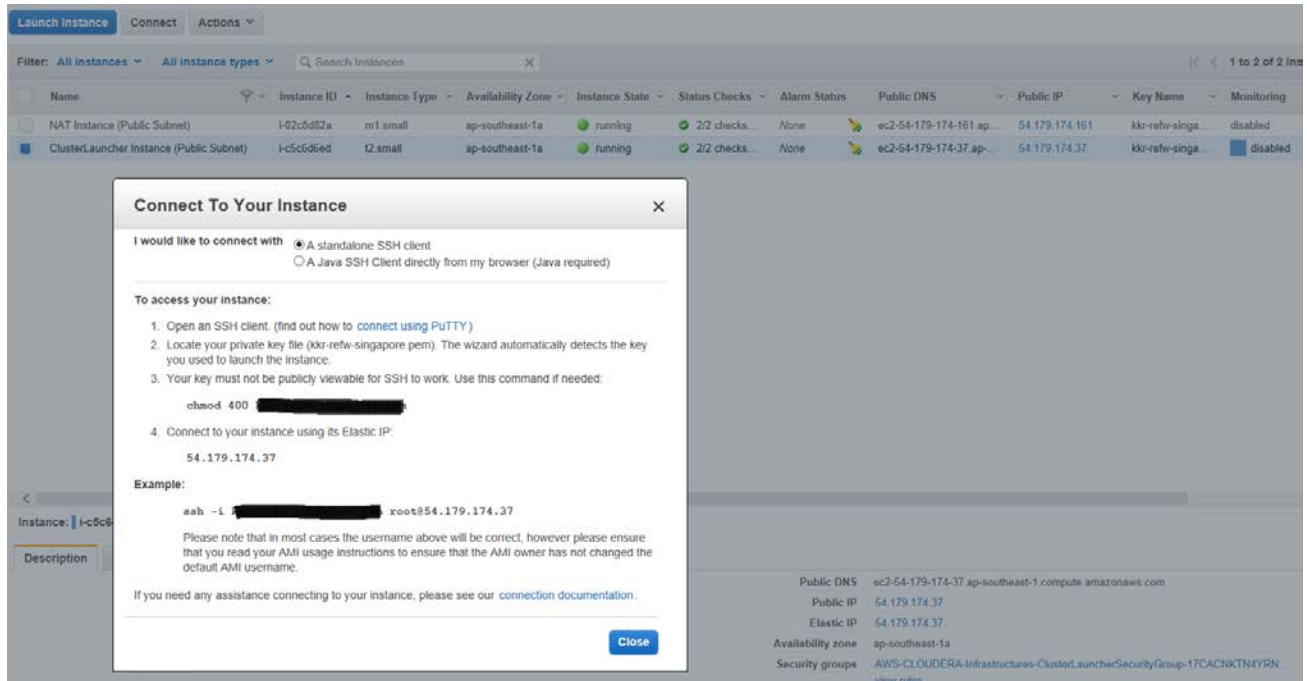 Launch Instance Connect Actions
Filter: All instances All instance types Search Instances 1 to 2 of 2 Ins
Name Instance ID Instance Type Availability Zone Instance State Status Checks Alarm Status Public DNS Public IP Key Name Monitoring
NAT Instance (Public Subnet) i-02c8d82a m1.small ap-southeast-1a running 2/2 checks... None ec2-54-179-174-161.ap... 54.179.174.161 kkr-refw-singa... disabled
ClusterLauncher Instance (Public Subnet) i-c5c6d6ed t2.small ap-southeast-1a running 2/2 checks... None ec2-54-179-174-37.ap-... 54.179.174.37 kkr-refw-singa... disabled
Connect To Your Instance
I would like to connect with A standalone SSH client
A Java SSH Client directly from my browser (Java required)
To access your instance:
1. Open an SSH client. (find out how to connect using PuTTY)
2. Locate your private key file (kkr-refw-singapore.pem). The wizard automatically detects the key
you used to launch the instance.
3. Your key must not be publicly viewable for SSH to work. Use this command if needed:
chmod 400
4. Connect to your instance using its Elastic IP:
54.179.174.37
Example:
ssh -i root@54.179.174.37
Please note that in most cases the username above will be correct, however please ensure
that you read your AMI usage instructions to ensure that the AMI owner has not changed the
default AMI username.
If you need any assistance connecting to your instance, please see our connection documentation.
Close
Instance: i-c5c6
Description
Public DNS ec2-54-179-174-37.ap-southeast-1.compute.amazonaws.com
Public IP 54.179.174.37
Elastic IP 54.179.174.37
Availability zone ap-southeast-1a
Security groups AWS-CLOUDERA-Infrastructures-ClusterLauncherSecurityGroup-17CACNKTN4YRN